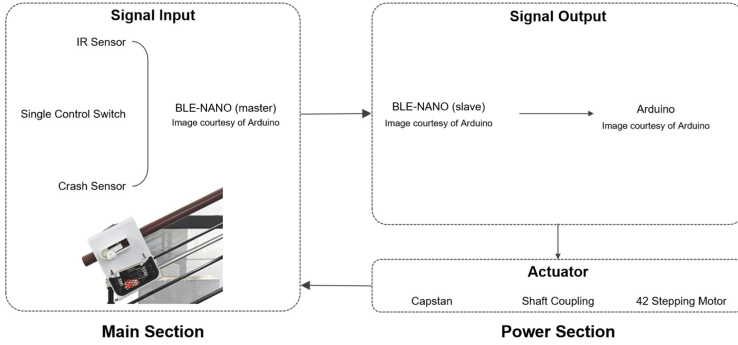 Signal Input
IR Sensor
Single Control Switch
Crash Sensor
BLE-NANO (master)
Image courtesy of Arduino
Main Section
Signal Output
BLE-NANO (slave)
Image courtesy of Arduino
Arduino
Image courtesy of Arduino
Actuator
Capstan
Shaft Coupling
42 Stepping Motor
Power Section